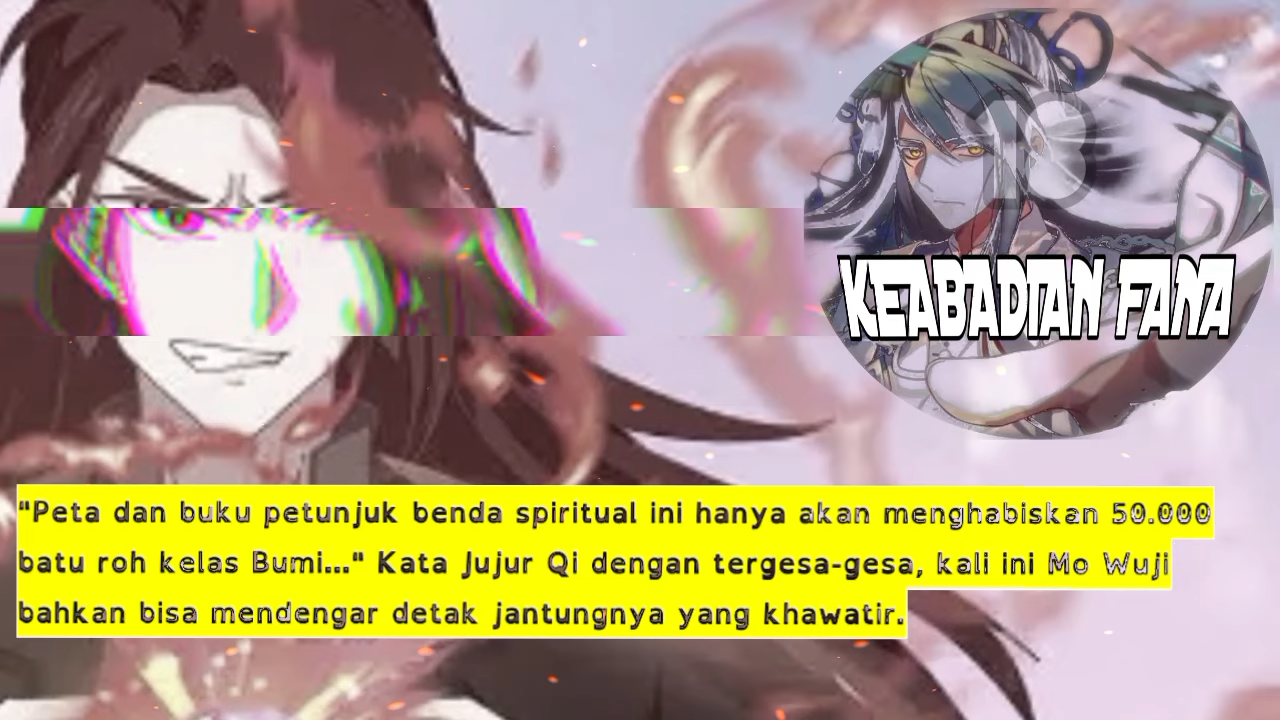 KEABADIAN FANA
"Peta dan buku petunjuk benda spiritual ini hanya akan menghabiskan 50.000
batu roh kelas Bumi..." Kata Jujur Qi dengan tergesa-gesa, kali ini Mo Wuji
bahkan bisa mendengar detak jantungnya yang khawatir.